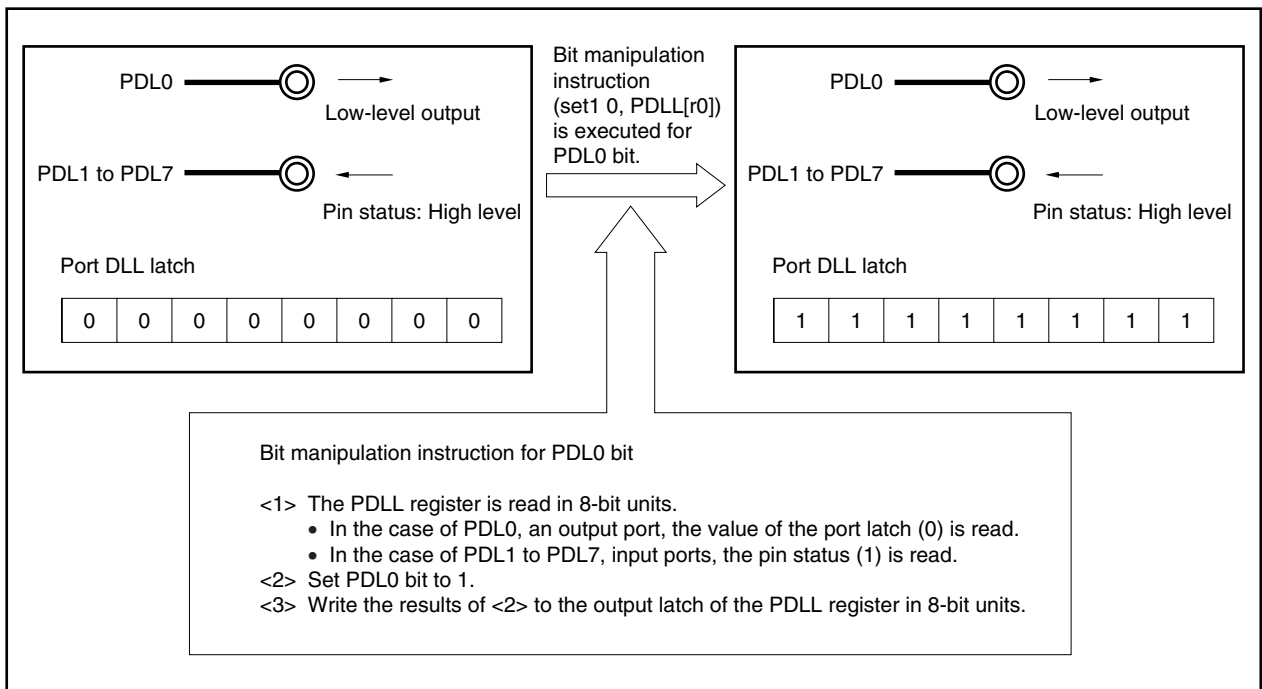 PDL0
Low-level output
PDL1 to PDL7
Pin status: High level
Port DLL latch
0 0 0 0 0 0 0 0
Bit manipulation
instruction
(set1 0, PDLL[r0])
is executed for
PDL0 bit.
PDL0
Low-level output
PDL1 to PDL7
Pin status: High level
Port DLL latch
1 1 1 1 1 1 1 1
Bit manipulation instruction for PDL0 bit
<1> The PDLL register is read in 8-bit units.
• In the case of PDL0, an output port, the value of the port latch (0) is read.
• In the case of PDL1 to PDL7, input ports, the pin status (1) is read.
<2> Set PDL0 bit to 1.
<3> Write the results of <2> to the output latch of the PDLL register in 8-bit units.